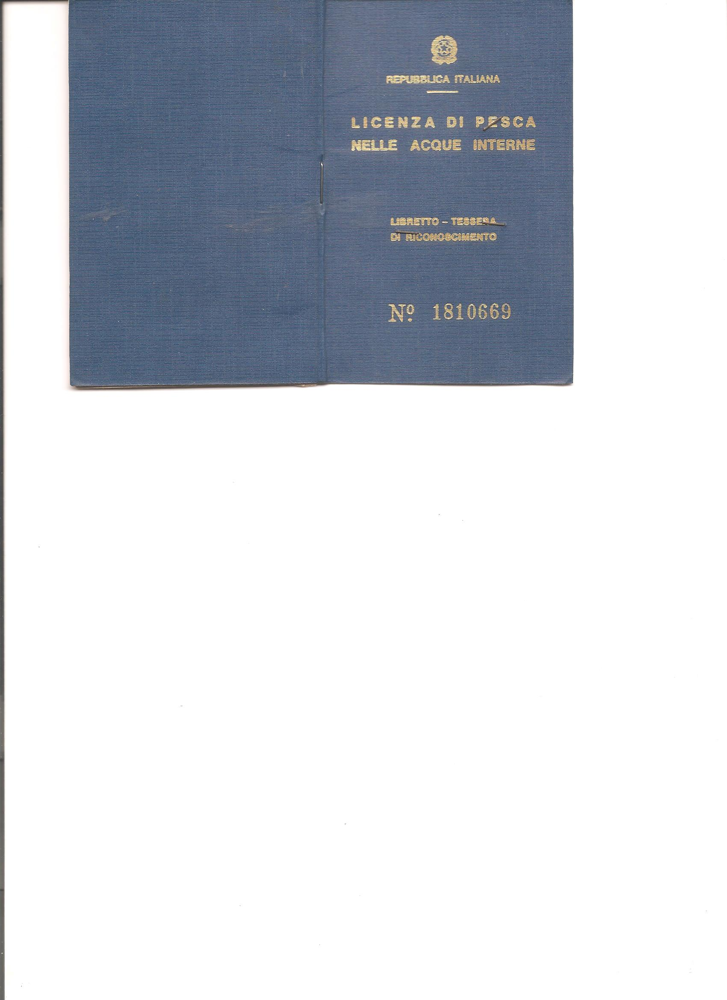 REPUBBLICA ITALIANA
LICENZA DI PESCA
NELLE ACQUE INTERNE
LIBRETTO – TESSERA
DI RICONOSCIMENTO
Nº. 1810669